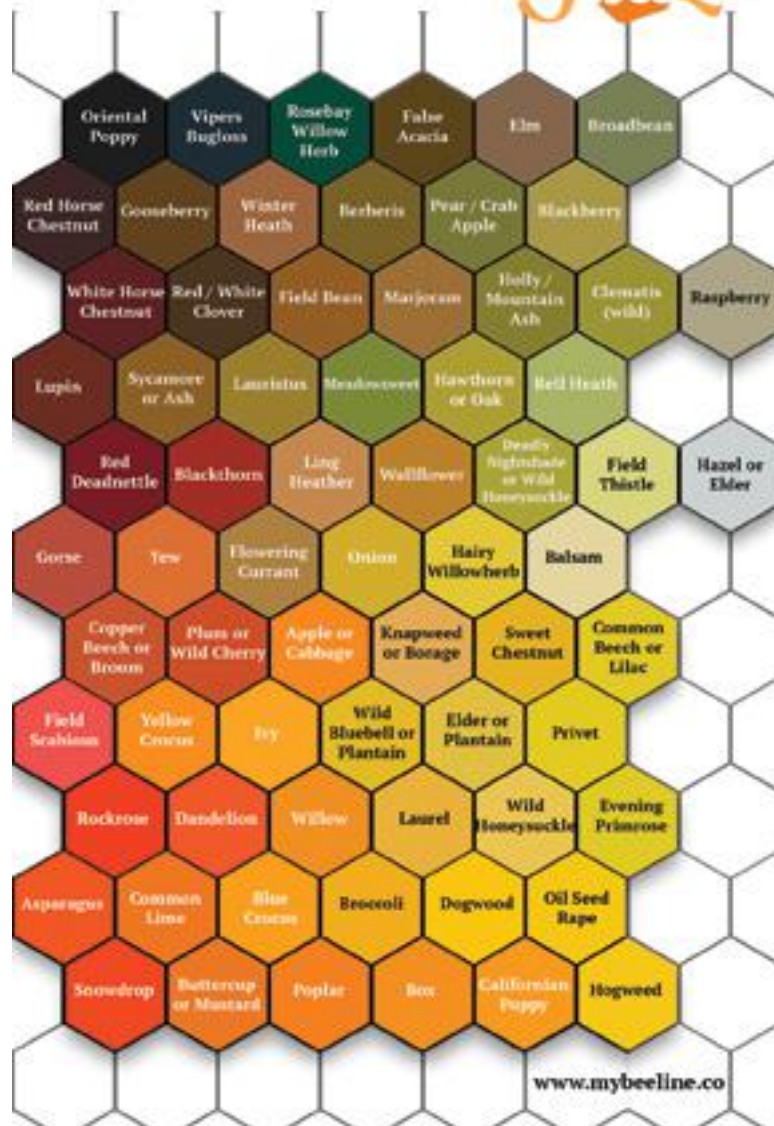 Oriental
Poppy
Vipers
Bugloss
Rosebay
Willow
Herb
False
Acacia
Elm
Broadbean
Red Horse
Chestnut
Gooseberry
Winter
Heath
Berberis
Pear / Crab
Apple
Blackberry
White Horse
Chestnut
Red / White
Clover
Field Bean
Marjoram
Holly /
Mountain
Ash
Clematis
(wild)
Raspberry
Lupin
Sycamore
or Ash
Lauristus
Meadowsweet
Hawthorn
or Oak
Bell Heath
Red
Deadnettle
Blackthorn
Ling
Heather
Wallflower
Nightshade
or Wild
Honeysuckle
Field
Thistle
Hazel or
Elder
Gorse
Yew
Flowering
Currant
Onion
Hairy
Willowherb
Balsam
Copper
Beech or
Broom
Plum or
Wild Cherry
Apple or
Cabbage
Knapweed
or Borage
Sweet
Chestnut
Common
Beech or
Lilac
Field
Scabious
Yellow
Crocus
Ivy
Wild
Bluebell or
Plantain
Elder or
Plantain
Privet
Rockrose
Dandelion
Willow
Laurel
Wild
Honeysuckle
Evening
Primrose
Asparagus
Common
Lime
Blue
Crocus
Broccoli
Dogwood
Oil Seed
Rape
Snowdrop
Buttercup
or Mustard
Poplar
Box
Californian
Poppy
Hogweed
www.mybeeline.co